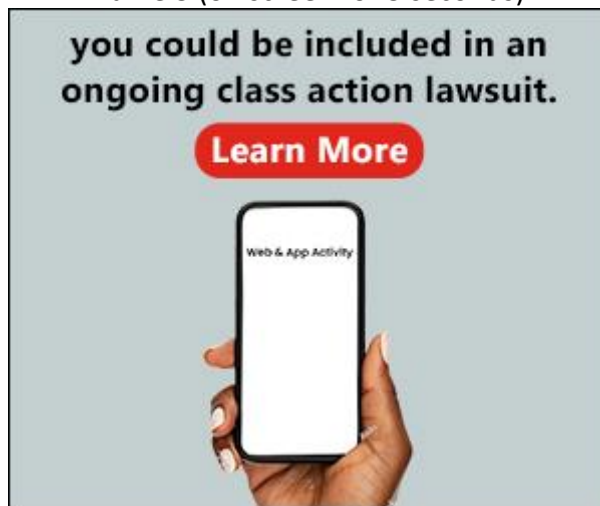 you could be included in an
ongoing class action lawsuit.
Learn More
Web & App Activity